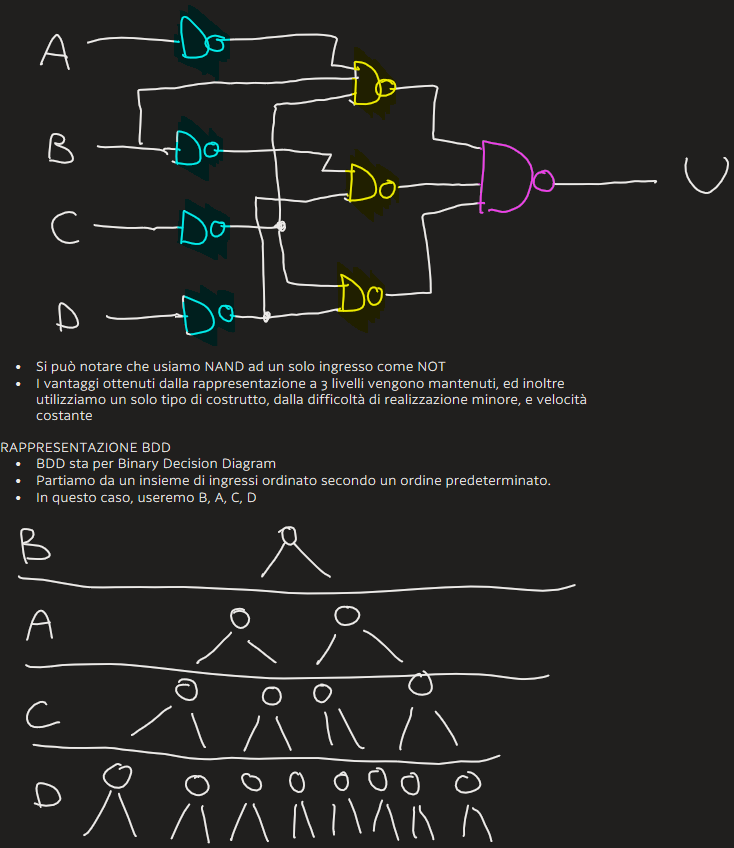 A
B
C
D
U
• Si può notare che usiamo NAND ad un solo ingresso come NOT
• I vantaggi ottenuti dalla rappresentazione a 3 livelli vengono mantenuti, ed inoltre
utilizziamo un solo tipo di costrutto, dalla difficoltà di realizzazione minore, e velocità
costante
RAPPRESENTAZIONE BDD
• BDD sta per Binary Decision Diagram
• Partiamo da un insieme di ingressi ordinato secondo un ordine predeterminato.
• In questo caso, useremo B, A, C, D
B
A
C
D